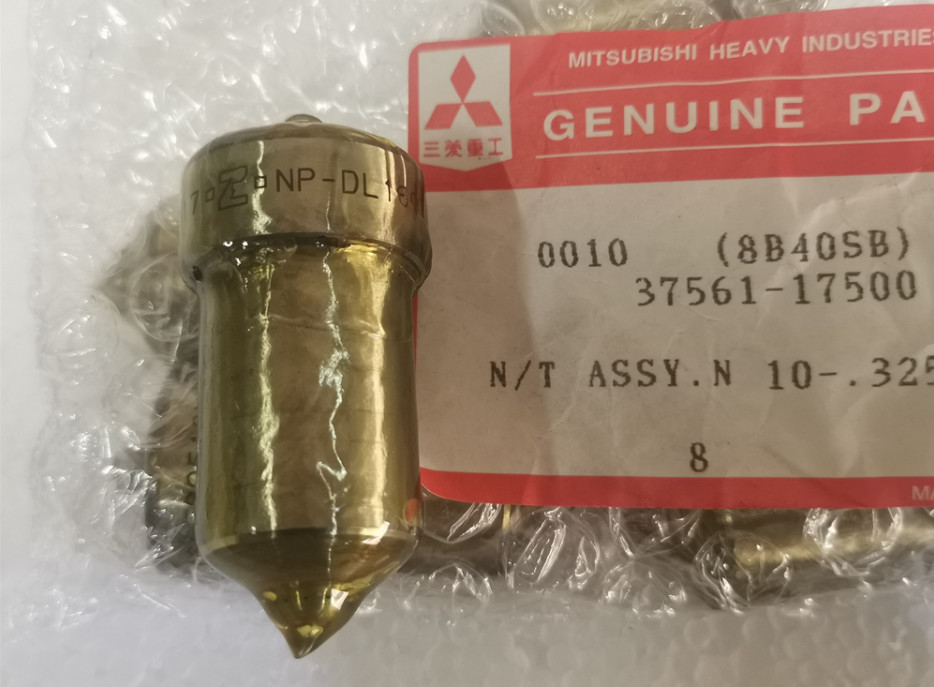 MITSUBISHI HEAVY INDUSTRIES
GENUINE PA
三菱重工
NP-DL
0010 (8B40SB)
37561-17500
N/T ASSY.N 10-.325
8
MA